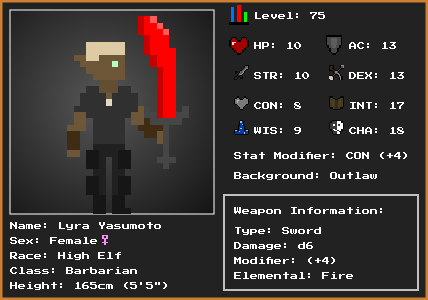 Level: 75
HP: 10 AC: 13
STR: 10 DEX: 13
CON: 8 INT: 17
WIS: 9 CHA: 18
Stat Modifier: CON (+4)
Background: Outlaw
Weapon Information:
Type: Sword
Damage: d6
Modifier: (+4)
Elemental: Fire
Name: Lyra Yasumoto
Sex: Female♀
Race: High Elf
Class: Barbarian
Height: 165cm (5'5")